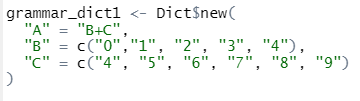 grammar_dict1 <- Dict$new(
  "A" = "B+C",
  "B" = c("0","1", "2", "3", "4"),
  "C" = c("4", "5", "6", "7", "8", "9")
)